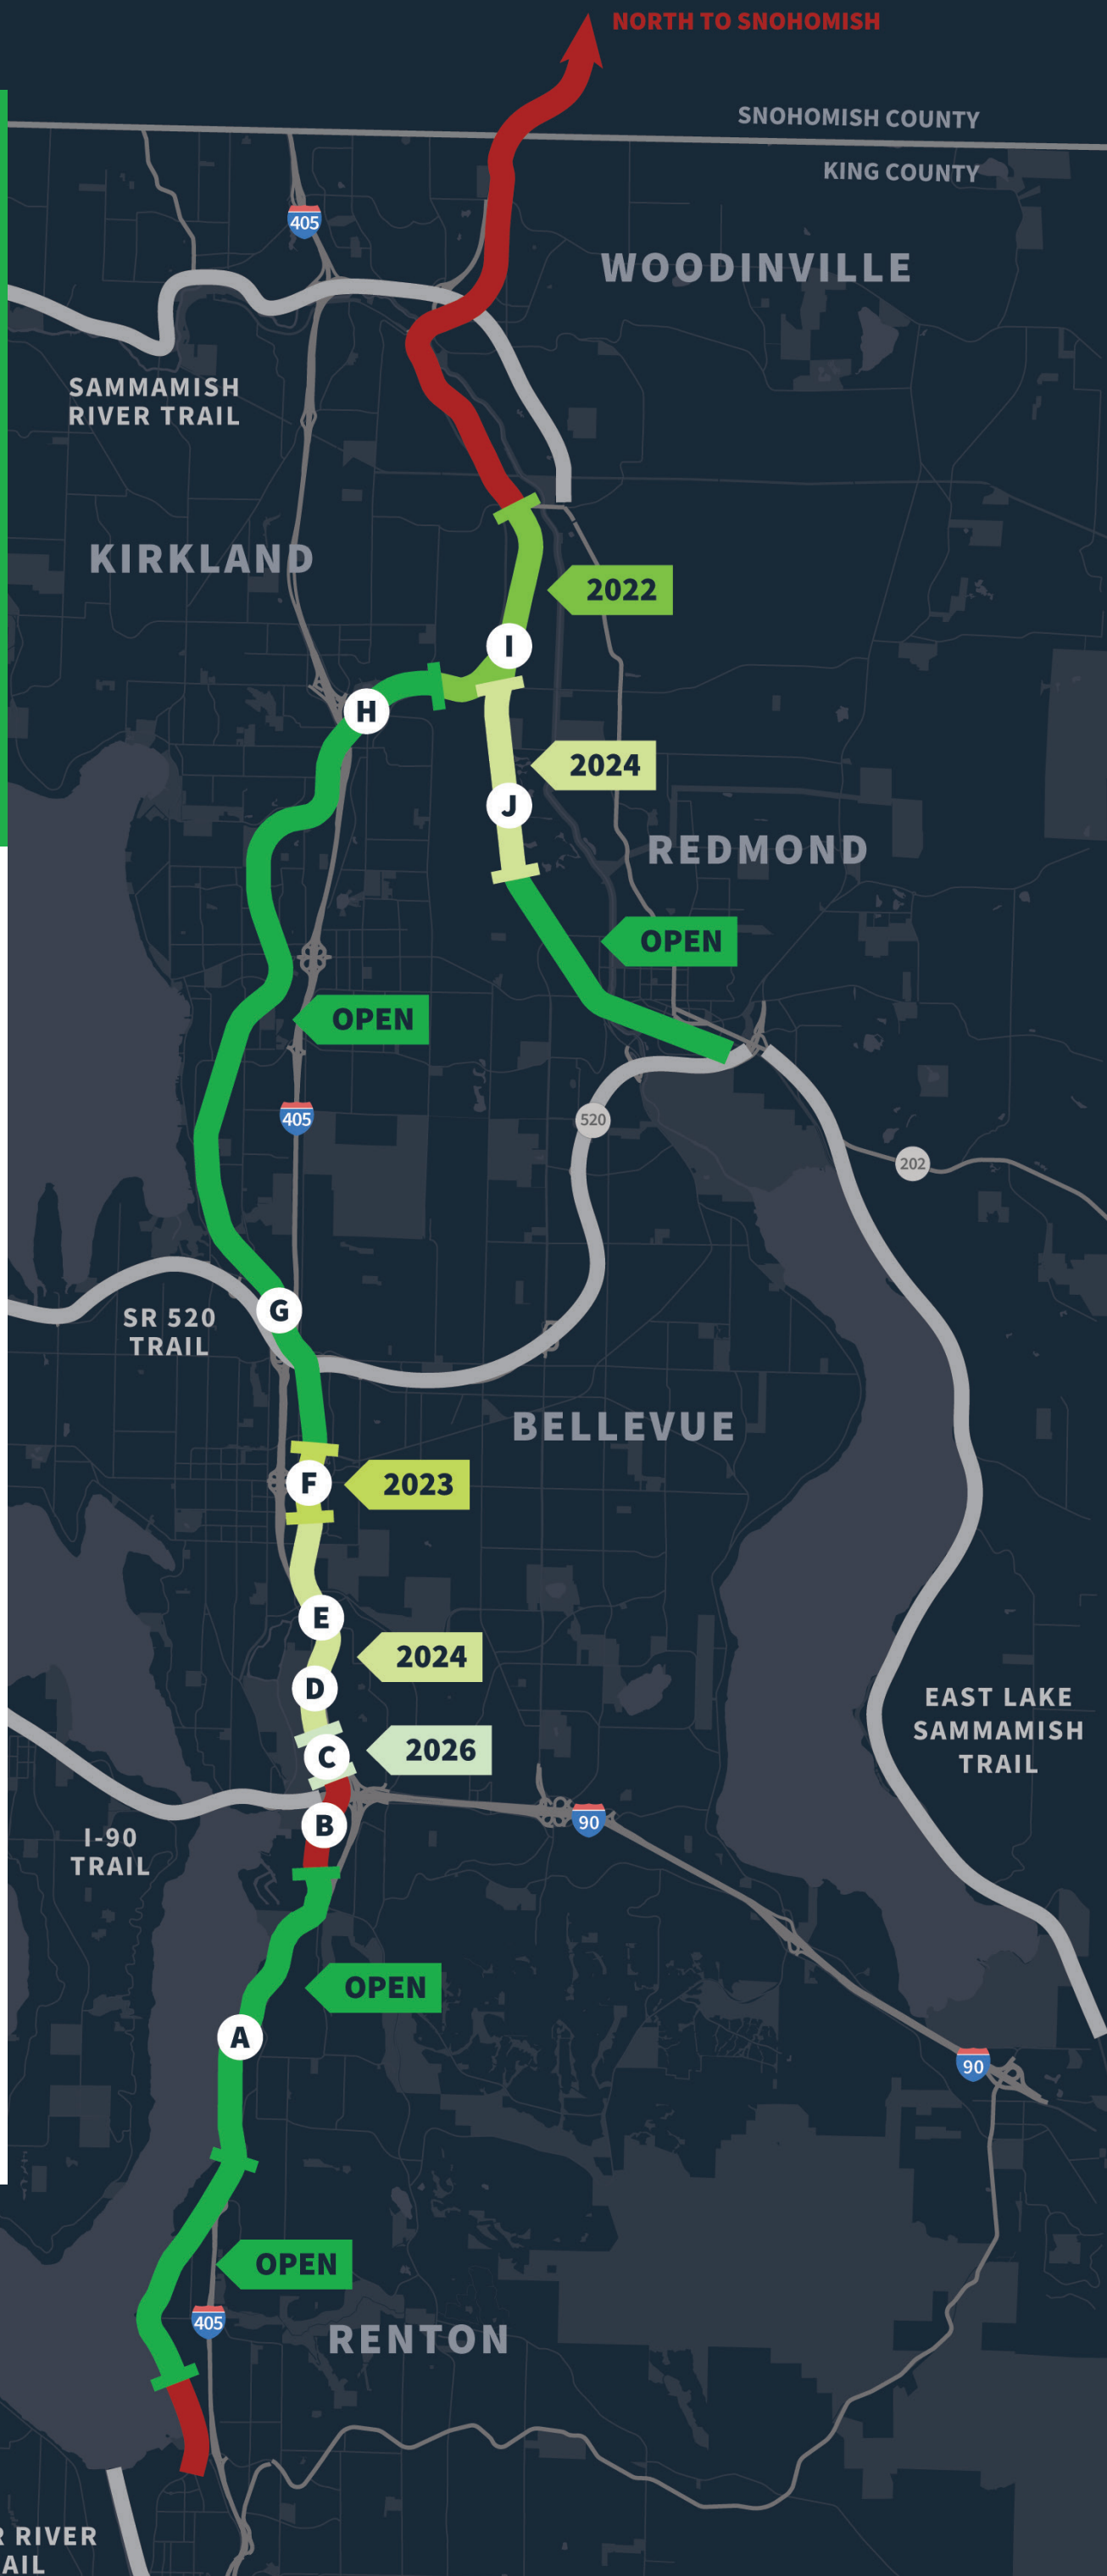 NORTH TO SNOHOMISH
SNOHOMISH COUNTY
KING COUNTY
405
WOODINVILLE
SAMMAMISH
RIVER TRAIL
KIRKLAND
2022
I
H
2024
J
REDMOND
OPEN
OPEN
405
520
202
G
SR 520
TRAIL
BELLEVUE
F
2023
E
2024
D
EAST LAKE
SAMMAMISH
TRAIL
C
2026
90
B
I-90
TRAIL
OPEN
A
90
OPEN
405
RENTON
R RIVER
AIL